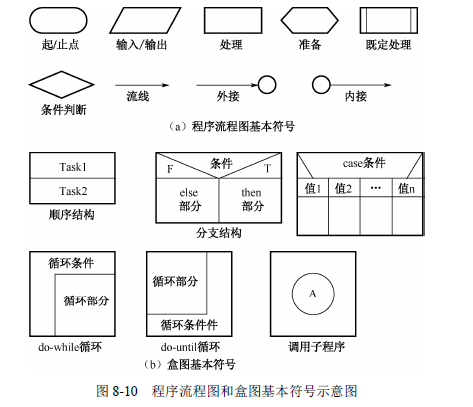 起/止点 输入/输出 处理 准备 既定处理
条件判断 流线 外接 内接
(a) 程序流程图基本符号
Task1
Task2
顺序结构
条件
F T
else
部分
then
部分
分支结构
case条件
值1 值2 ··· 值n
循环条件
循环部分
do-while循环
循环部分
循环条件件
do-until循环
A
调用子程序
(b) 盒图基本符号
图 8-10 程序流程图和盒图基本符号示意图